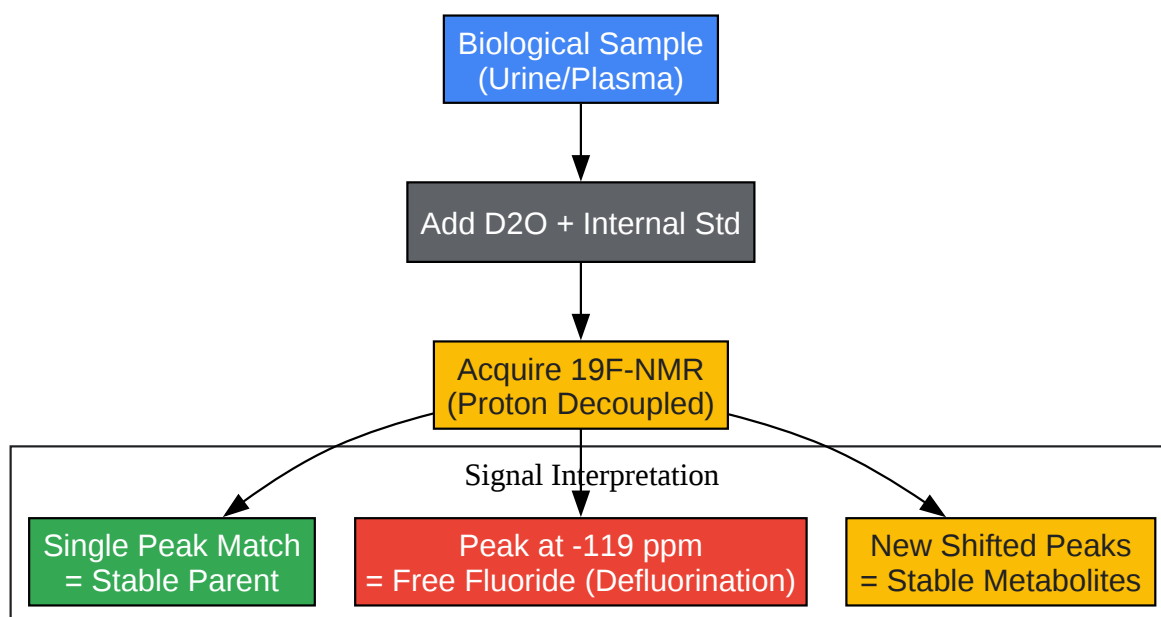 Biological Sample
(Urine/Plasma)
Add D2O + Internal Std
Acquire 19F-NMR
(Proton Decoupled)
Signal Interpretation
Single Peak Match
= Stable Parent
Peak at -119 ppm
= Free Fluoride (Defluorination)
New Shifted Peaks
= Stable Metabolites